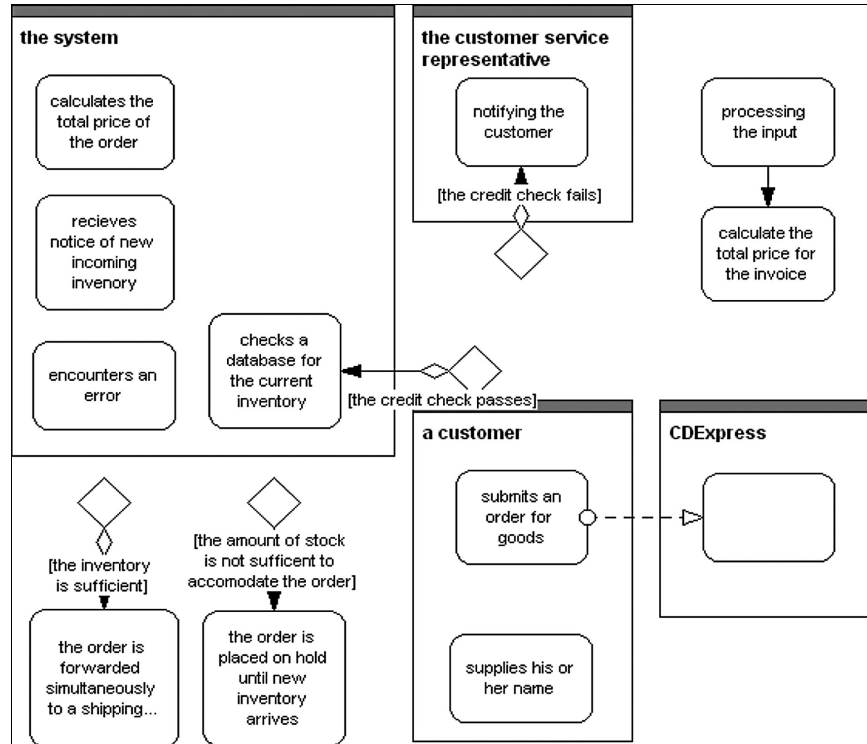 the system
calculates the
total price of
the order
recieves
notice of new
incoming
invenory
encounters an
error
checks a
database for
the current
inventory
the customer service
representative
notifying the
customer
[the credit check fails]
processing
the input
calculate the
total price for
the invoice
[the credit check passes]
a customer
submits an
order for
goods
supplies his or
her name
CDExpress
[the inventory
is sufficient]
the order is
forwarded
simultaneously
to a shipping...
[the amount of stock
is not sufficent to
accomodate the order]
the order is
placed on hold
until new
inventory
arrives